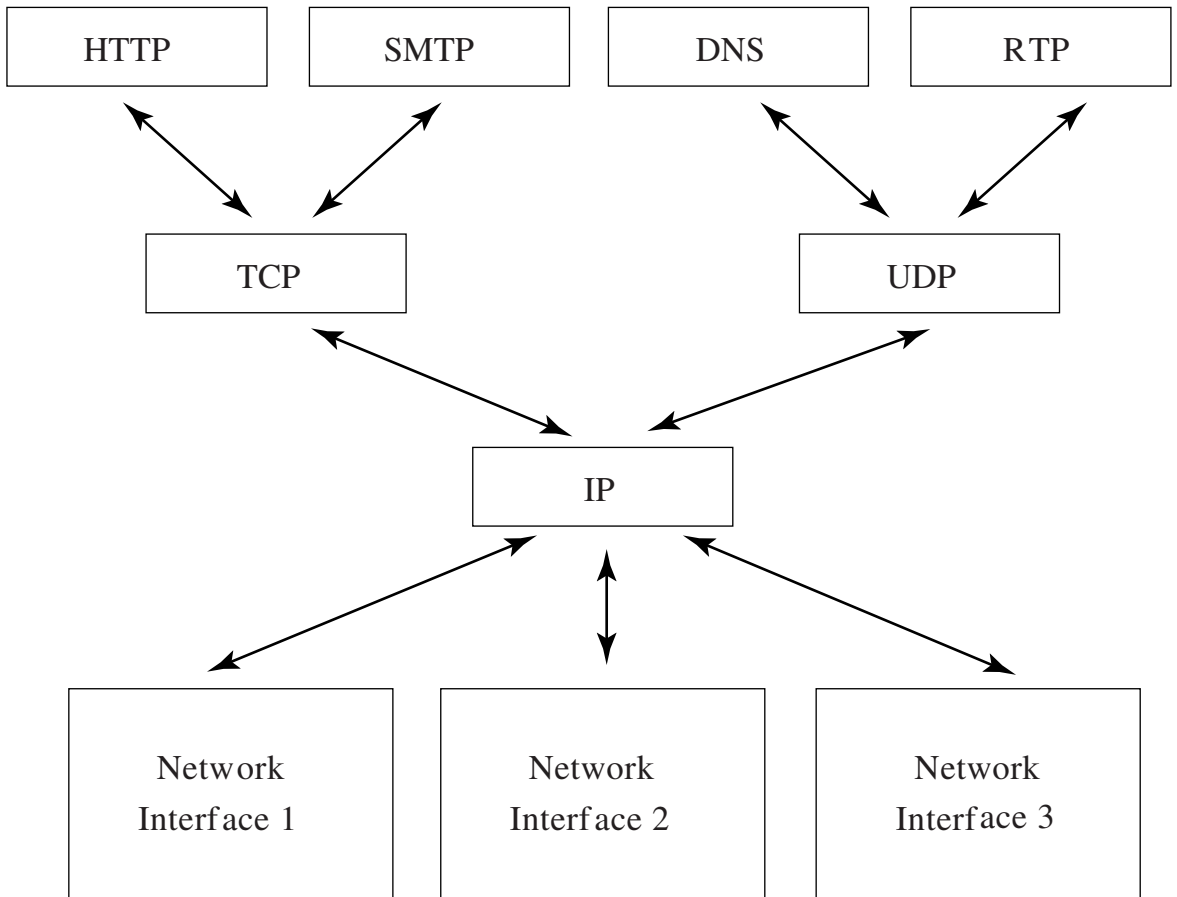 HTTP
SMTP
DNS
RTP
TCP
UDP
IP
Network
Interface 1
Network
Interface 2
Network
Interface 3